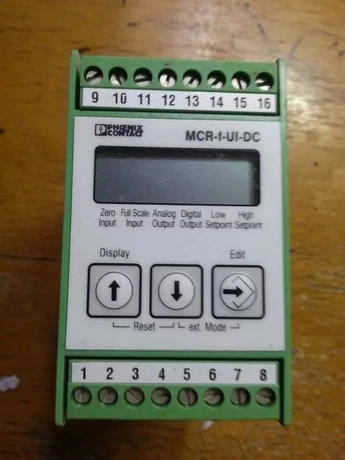 9 10 11 12 13 14 15 16
PHŒNIX CONTACT
MCR-f-UI-DC
Zero Input
Full Scale Input
Analog Output
Digital Output
Low Setpoint
High Setpoint
Display
Edit
Reset
ext. Mode
1 2 3 4 5 6 7 8